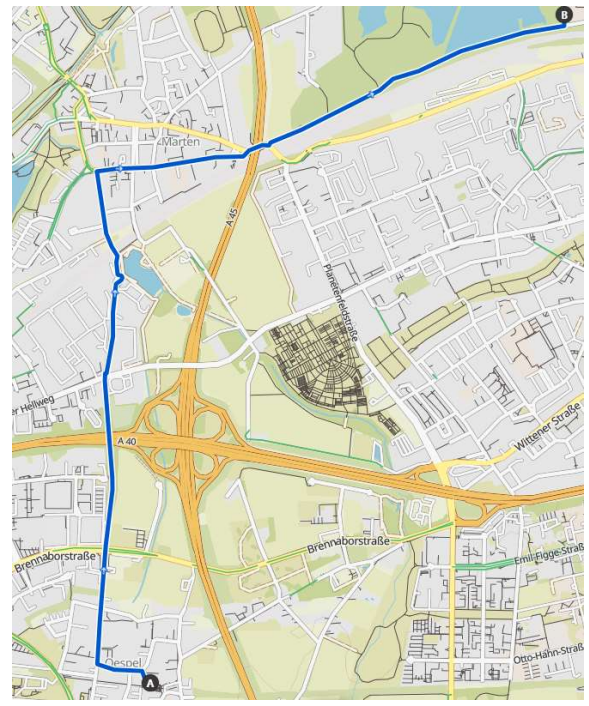 B
Marten
A 45
Planetenfeldstraße
er Hellweg
A 40
Wittener Straße
Brennaborstraße
Brennaborstraße
Emil-Figge-Straß
Oespel
Otto-Hahn-Straß
A